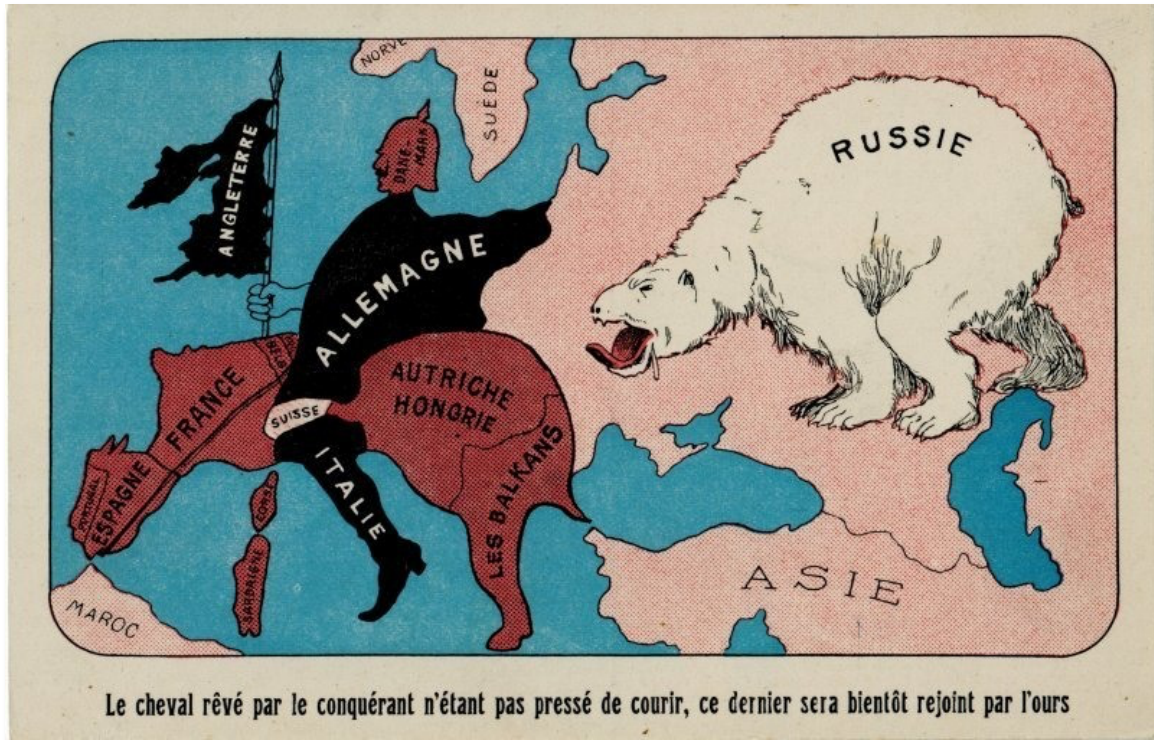 NORVÈ
SUÈDE
RUSSIE
ANGLETERRE
DANE-
MARK
ALLEMAGNE
AUTRICHE
HONGRIE
SUISSE
FRANCE
ITALIE
LES BALKANS
ESPAGNE
PORTUGAL
CORSE
SARDAIGNE
MAROC
ASIE
Le cheval rêvé par le conquérant n'étant pas pressé de courir, ce dernier sera bientôt rejoint par l'ours